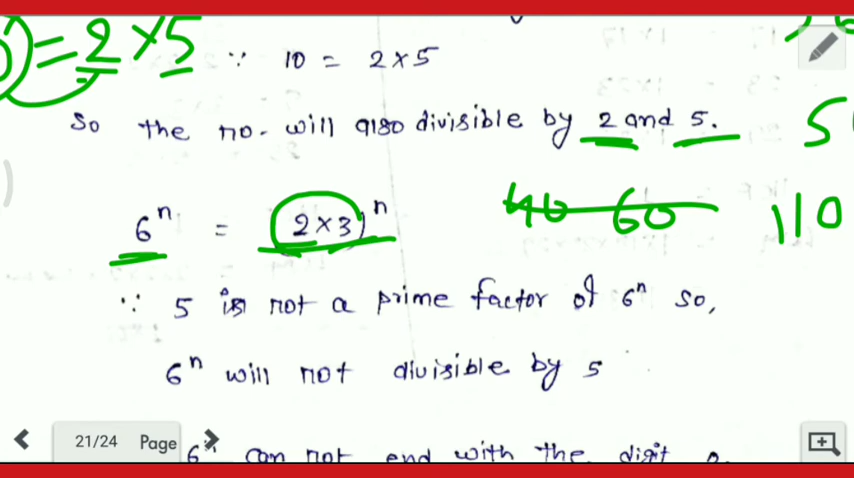 = 2 × 5
∵ 10 = 2×5
So the no. will also divisible by 2 and 5.
6ⁿ = (2×3)ⁿ
40 60 110
∵ 5 is not a prime factor of 6ⁿ so,
6ⁿ will not divisible by 5
21/24 Page
can not end with the digit